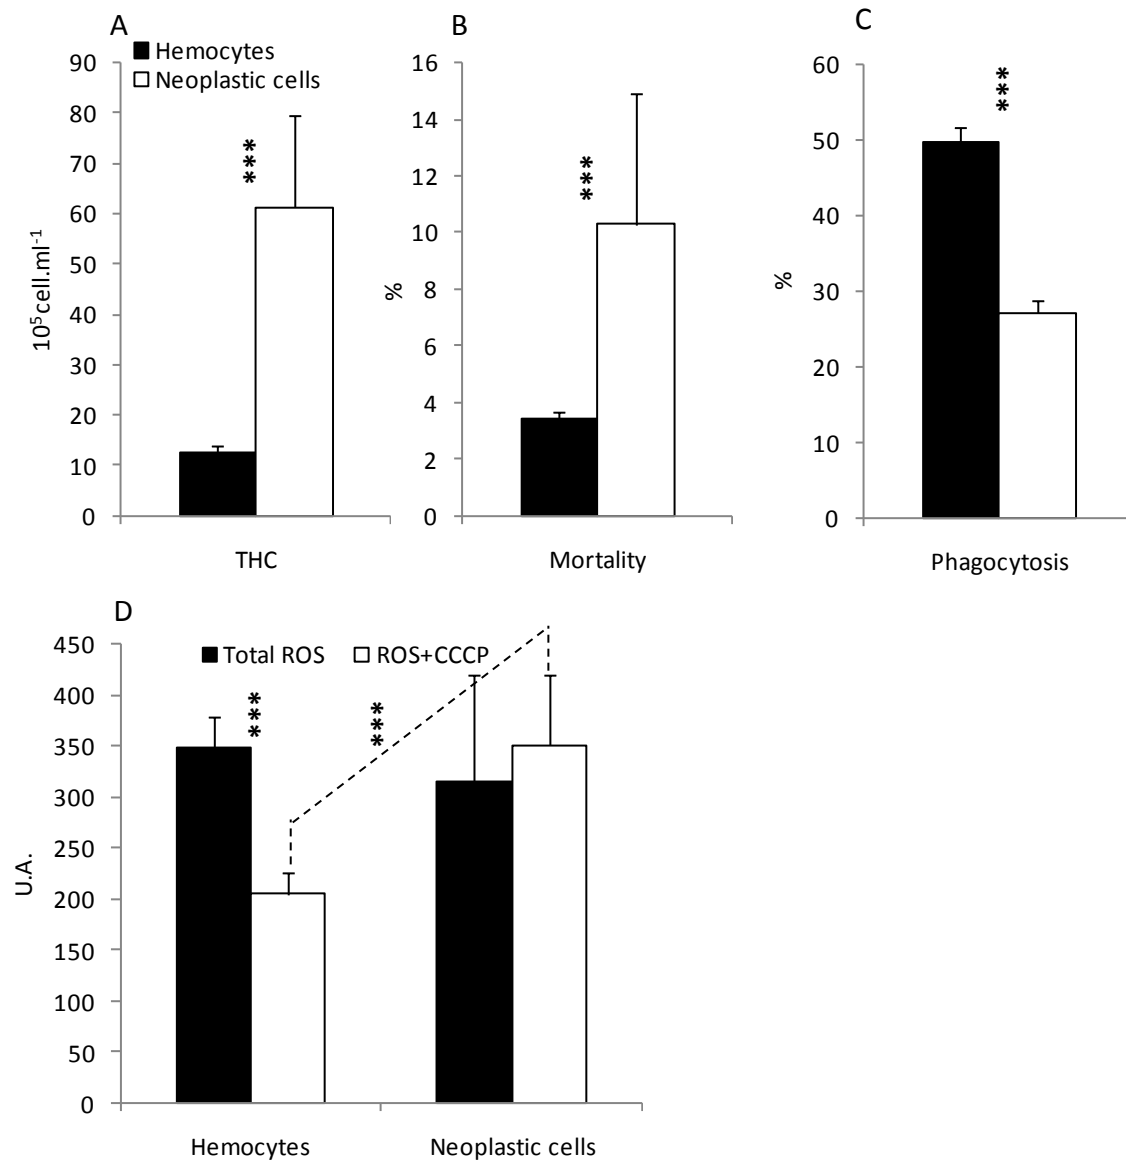 A
B
C
Hemocytes
Neoplastic cells
90
80
70
60
50
40
30
20
10
0
10⁵cell.ml⁻¹
***
THC
16
14
12
10
8
6
4
2
0
%
***
Mortality
60
50
40
30
20
10
0
%
***
Phagocytosis
D
Total ROS
ROS+CCCP
450
400
350
300
250
200
150
100
50
0
U.A.
***
***
Hemocytes
Neoplastic cells